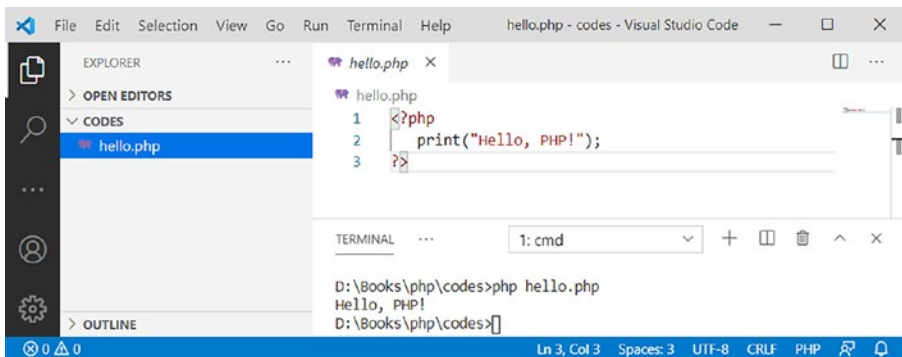 File Edit Selection View Go Run Terminal Help hello.php - codes - Visual Studio Code
EXPLORER
OPEN EDITORS
CODES
hello.php
OUTLINE
hello.php
hello.php
1 <?php
2 print("Hello, PHP!");
3 ?>
TERMINAL 1: cmd
D:\Books\php\codes>php hello.php
Hello, PHP!
D:\Books\php\codes>
0 0 Ln 3, Col 3 Spaces: 3 UTF-8 CRLF PHP